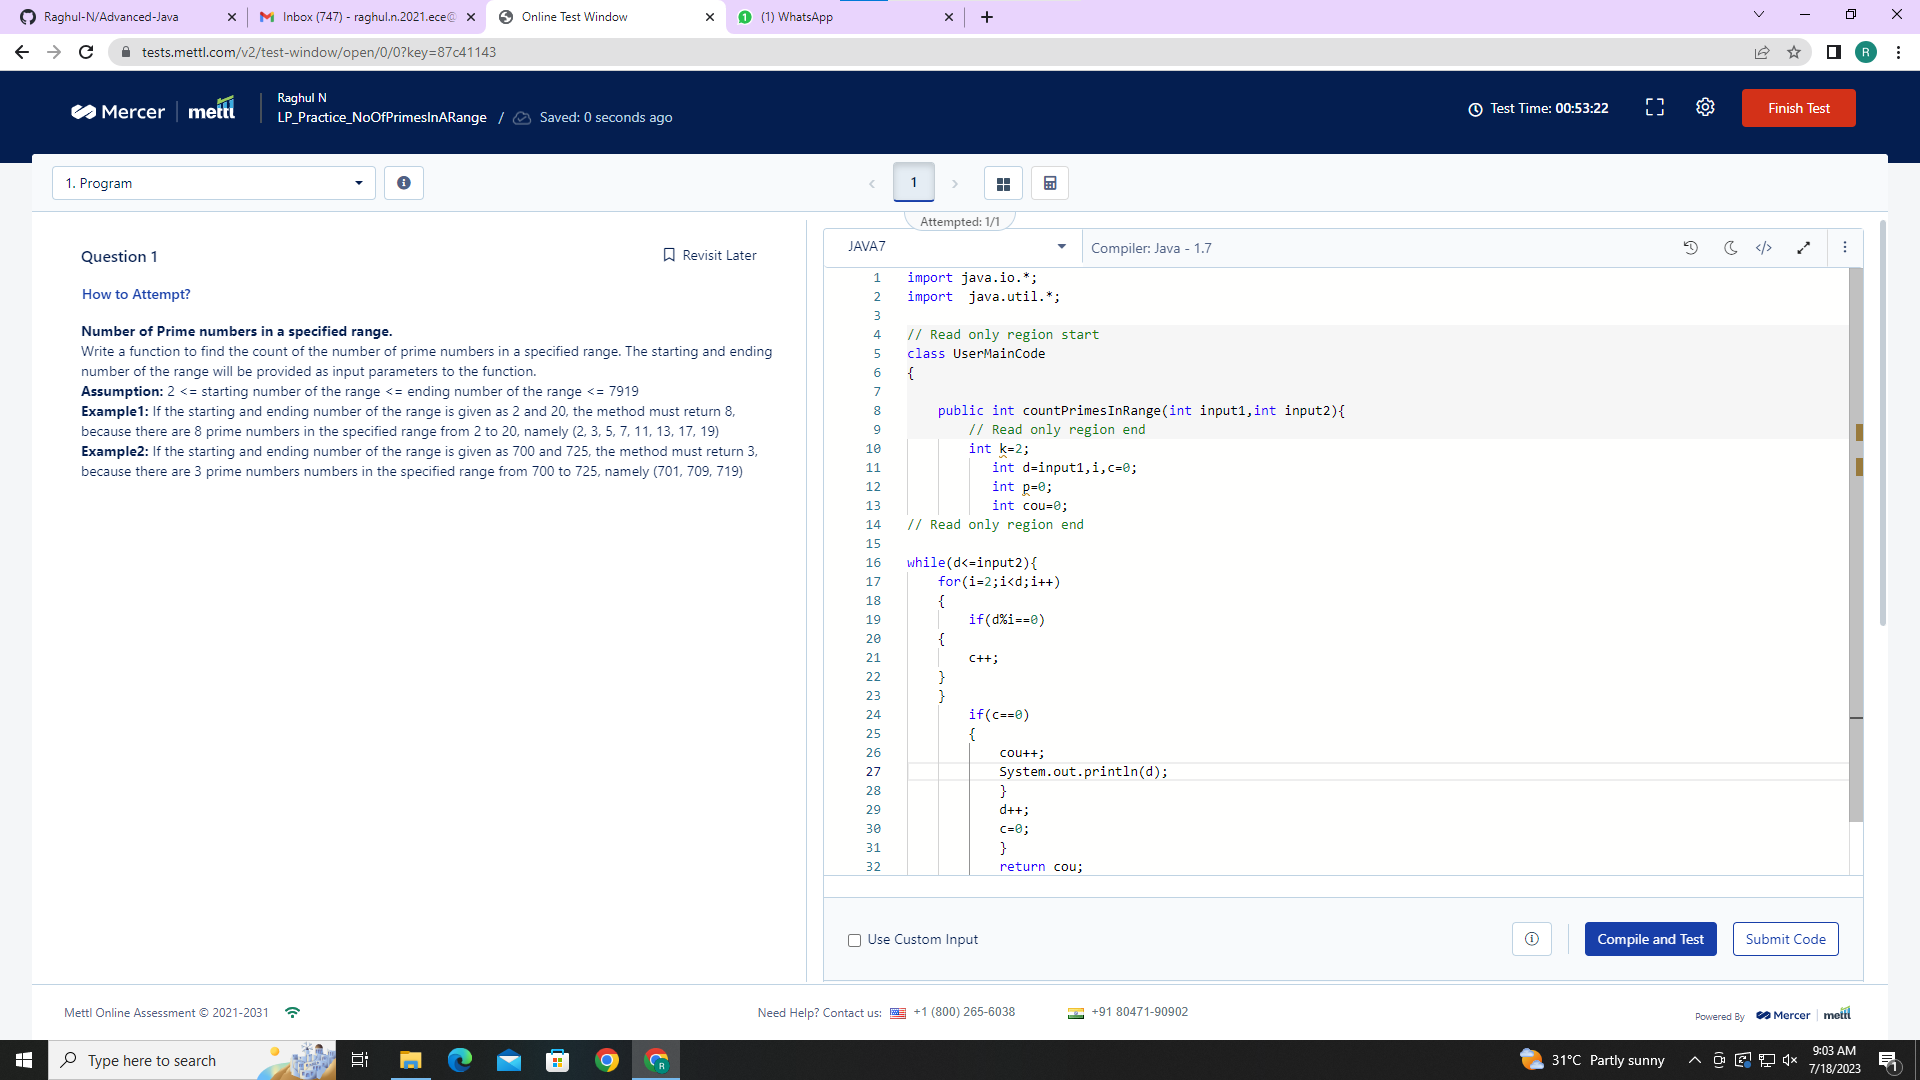 Raghul-N/Advanced-Java
Inbox (747) - raghul.n.2021.ece@
Online Test Window
1
(1) WhatsApp
tests.mettl.com/v2/test-window/open/0/0?key=87c41143
R
Mercer
mettl
Raghul N
LP_Practice_NoOfPrimesInARange / Saved: 0 seconds ago
Test Time: 00:53:22
Finish Test
1. Program
1
Attempted: 1/1
Question 1
Revisit Later
How to Attempt?
Number of Prime numbers in a specified range.
Write a function to find the count of the number of prime numbers in a specified range. The starting and ending
number of the range will be provided as input parameters to the function.
Assumption: 2 <= starting number of the range <= ending number of the range <= 7919
Example1: If the starting and ending number of the range is given as 2 and 20, the method must return 8,
because there are 8 prime numbers in the specified range from 2 to 20, namely (2, 3, 5, 7, 11, 13, 17, 19)
Example2: If the starting and ending number of the range is given as 700 and 725, the method must return 3,
because there are 3 prime numbers numbers in the specified range from 700 to 725, namely (701, 709, 719)
JAVA7
Compiler: Java - 1.7
1 import java.io.*;
2 import  java.util.*;
3
4 // Read only region start
5 class UserMainCode
6 {
7
8 public int countPrimesInRange(int input1,int input2){
9 // Read only region end
10 int k=2;
11 int d=input1,i,c=0;
12 int p=0;
13 int cou=0;
14 // Read only region end
15
16 while(d<=input2){
17 for(i=2;i<d;i++)
18 {
19 if(d%i==0)
20 {
21 c++;
22 }
23 }
24 if(c==0)
25 {
26 cou++;
27 System.out.println(d);
28 }
29 d++;
30 c=0;
31 }
32 return cou;
Use Custom Input
Compile and Test
Submit Code
Mettl Online Assessment © 2021-2031
Need Help? Contact us: +1 (800) 265-6038
+91 80471-90902
Powered By Mercer mettl
Type here to search
R
31°C Partly sunny
9:03 AM
7/18/2023
1